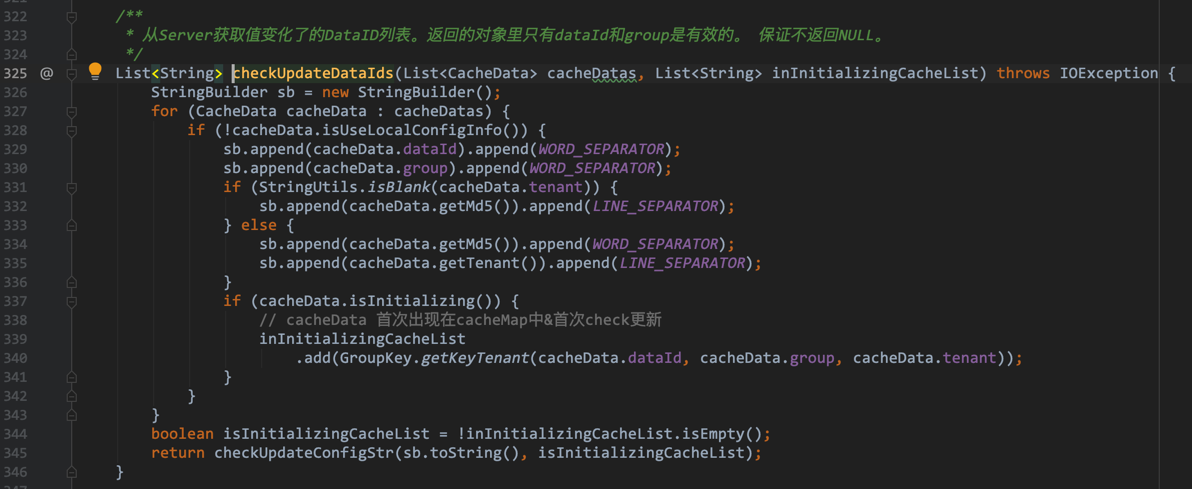 322 /**
323  * 从Server获取值变化了的DataID列表。返回的对象里只有dataId和group是有效的。 保证不返回NULL。
324  */
325 @ List<String> checkUpdateDataIds(List<CacheData> cacheDatas, List<String> inInitializingCacheList) throws IOException {
326     StringBuilder sb = new StringBuilder();
327     for (CacheData cacheData : cacheDatas) {
328         if (!cacheData.isUseLocalConfigInfo()) {
329             sb.append(cacheData.dataId).append(WORD_SEPARATOR);
330             sb.append(cacheData.group).append(WORD_SEPARATOR);
331             if (StringUtils.isBlank(cacheData.tenant)) {
332                 sb.append(cacheData.getMd5()).append(LINE_SEPARATOR);
333             } else {
334                 sb.append(cacheData.getMd5()).append(WORD_SEPARATOR);
335                 sb.append(cacheData.getTenant()).append(LINE_SEPARATOR);
336             }
337             if (cacheData.isInitializing()) {
338                 // cacheData 首次出现在cacheMap中&首次check更新
339                 inInitializingCacheList
340                     .add(GroupKey.getKeyTenant(cacheData.dataId, cacheData.group, cacheData.tenant));
341             }
342         }
343     }
344     boolean isInitializingCacheList = !inInitializingCacheList.isEmpty();
345     return checkUpdateConfigStr(sb.toString(), isInitializingCacheList);
346 }